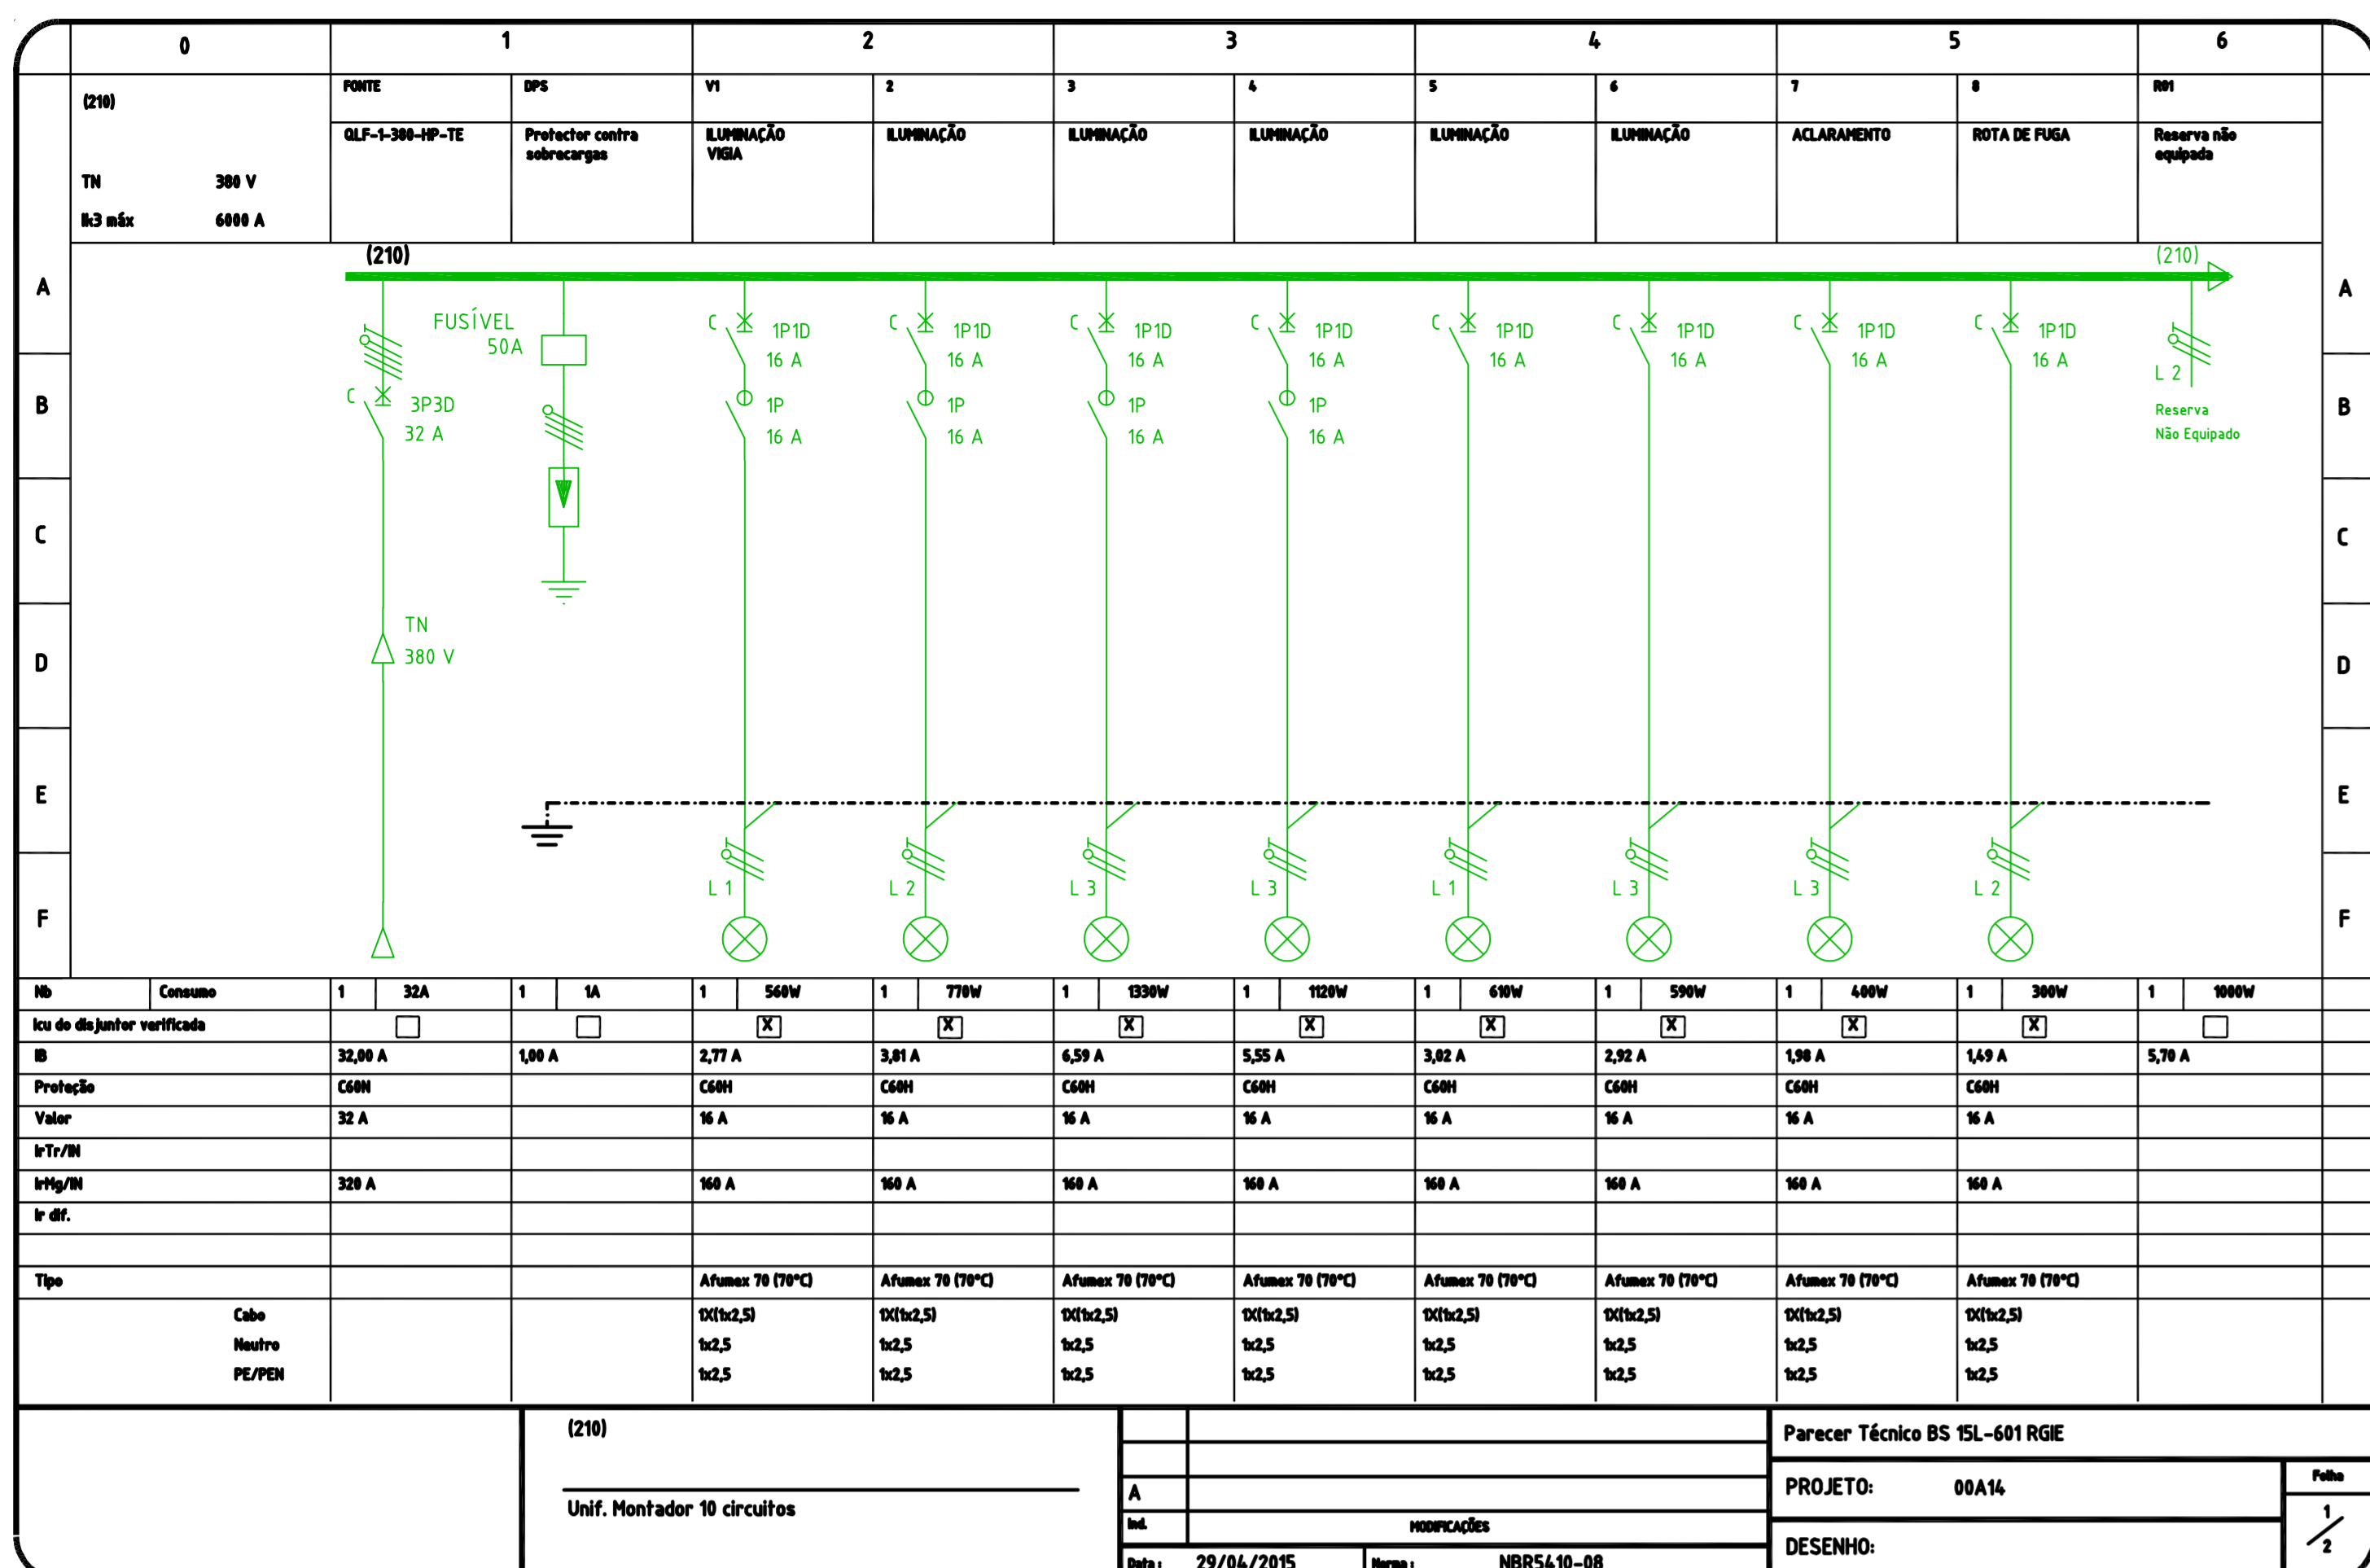 0 1 2 3 4 5 6
(210) FONTE DPS V1 2 3 4 5 6 7 8 R01
QLF-1-380-HP-TE Protector contra ILUMINAÇÃO ILUMINAÇÃO ILUMINAÇÃO ILUMINAÇÃO ILUMINAÇÃO ILUMINAÇÃO ACLARAMENTO ROTA DE FUGA Reserva não
sobrecargas VIGIA equipada
TN 380 V
Ik3 máx 6000 A
(210) (210)
A A
FUSÍVEL C 1P1D C 1P1D C 1P1D C 1P1D C 1P1D C 1P1D C 1P1D C 1P1D
50A 16 A 16 A 16 A 16 A 16 A 16 A 16 A 16 A
L 2
B C 3P3D 1P 1P 1P 1P Reserva B
32 A 16 A 16 A 16 A 16 A Não Equipado
C C
TN
D 380 V D
E E
L 1 L 2 L 3 L 3 L 1 L 3 L 3 L 2
F F
Nb Consumo 1 32A 1 1A 1 560W 1 770W 1 1330W 1 1120W 1 610W 1 590W 1 400W 1 300W 1 1000W
Icu do disjuntor verificada X X X X X X X X
IB 32,00 A 1,00 A 2,77 A 3,81 A 6,59 A 5,55 A 3,02 A 2,92 A 1,98 A 1,49 A 5,70 A
Proteção C60N C60H C60H C60H C60H C60H C60H C60H C60H
Valor 32 A 16 A 16 A 16 A 16 A 16 A 16 A 16 A 16 A
IrTr/IN
IrMg/IN 320 A 160 A 160 A 160 A 160 A 160 A 160 A 160 A 160 A
Ir dif.
Tipo Afumex 70 (70°C) Afumex 70 (70°C) Afumex 70 (70°C) Afumex 70 (70°C) Afumex 70 (70°C) Afumex 70 (70°C) Afumex 70 (70°C) Afumex 70 (70°C)
Cabo 1X(1x2,5) 1X(1x2,5) 1X(1x2,5) 1X(1x2,5) 1X(1x2,5) 1X(1x2,5) 1X(1x2,5) 1X(1x2,5)
Neutro 1x2,5 1x2,5 1x2,5 1x2,5 1x2,5 1x2,5 1x2,5 1x2,5
PE/PEN 1x2,5 1x2,5 1x2,5 1x2,5 1x2,5 1x2,5 1x2,5 1x2,5
(210)
Unif. Montador 10 circuitos
A
Ind. MODIFICAÇÕES
Data : 29/04/2015 Norma : NBR5410-08
Parecer Técnico BS 15L-601 RGIE
PROJETO: 00A14
DESENHO:
Folha
1/2